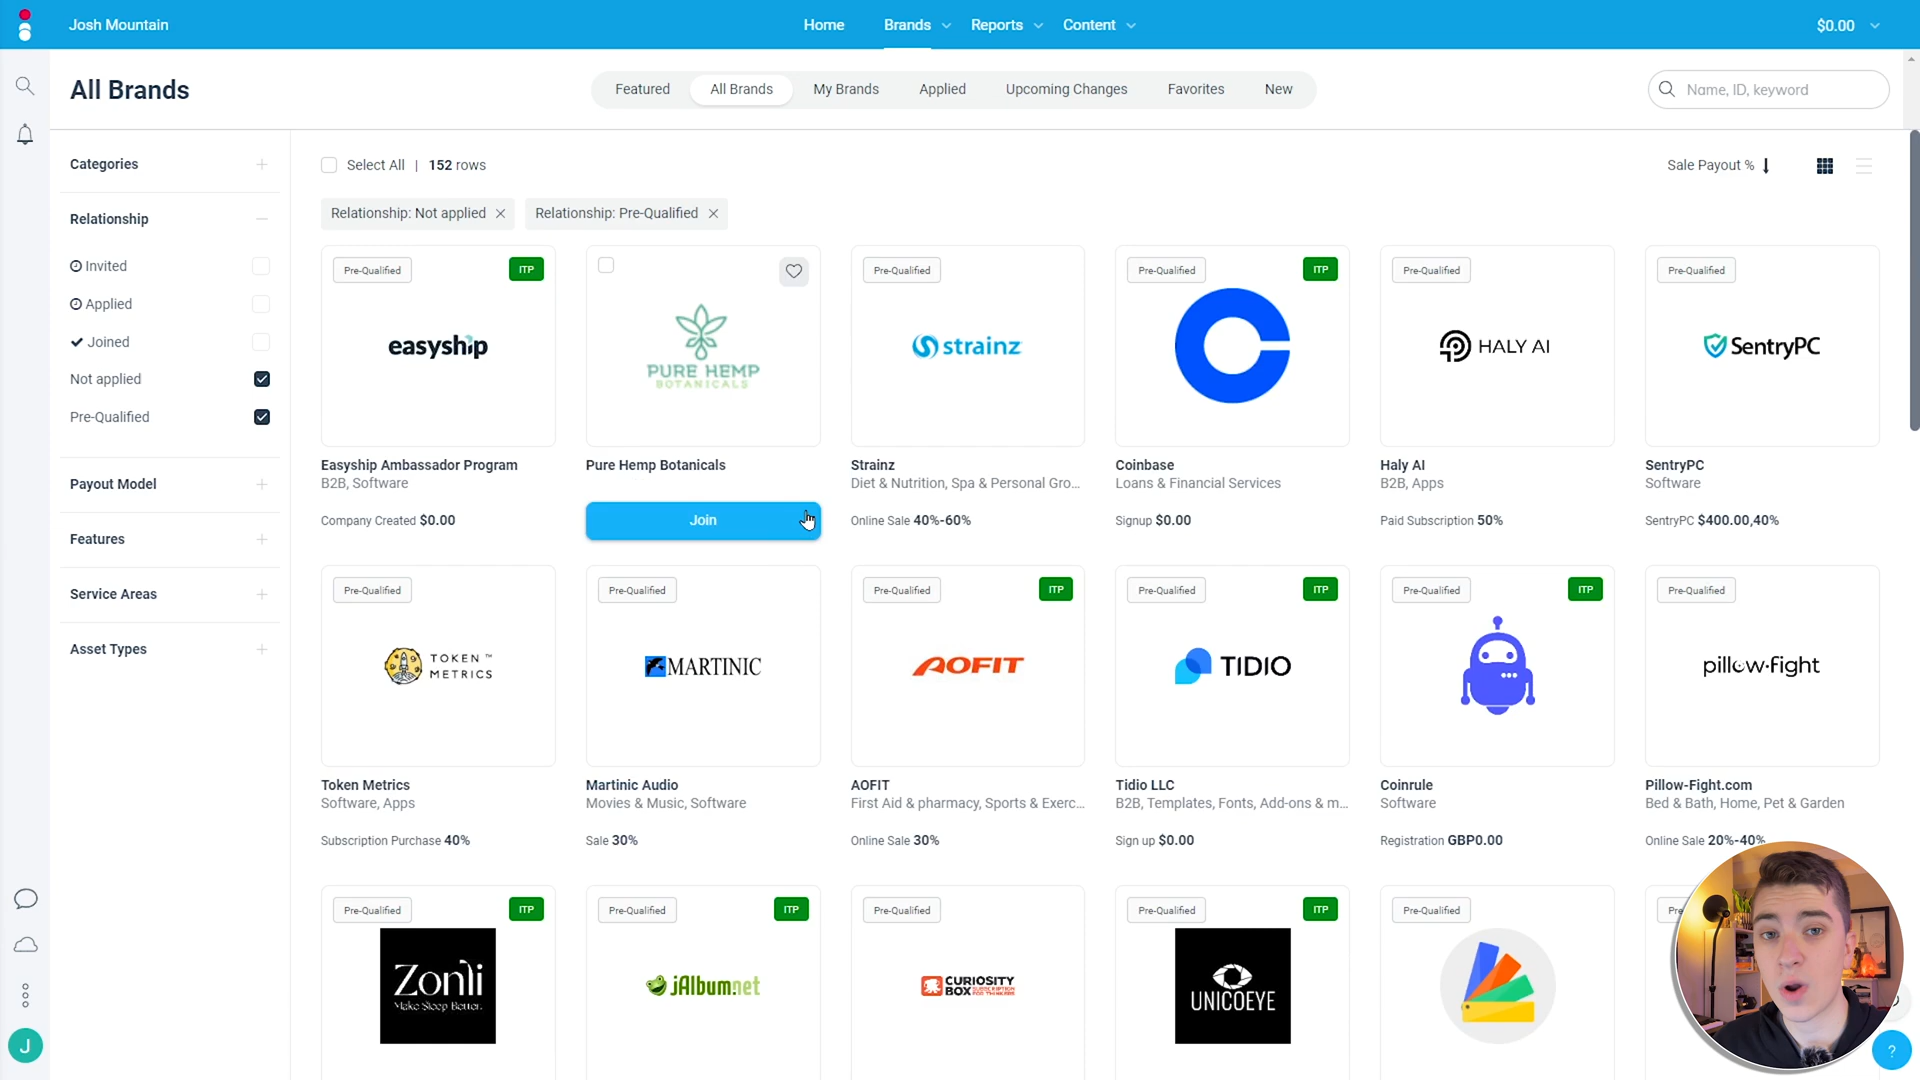 Josh Mountain
Home
Brands
Reports
Content
$0.00
All Brands
Featured
All Brands
My Brands
Applied
Upcoming Changes
Favorites
New
Name, ID, keyword
Categories
Relationship
Invited
Applied
Joined
Not applied
Pre-Qualified
Payout Model
Features
Service Areas
Asset Types
J
Select All | 152 rows
Sale Payout %
Relationship: Not applied
Relationship: Pre-Qualified
Pre-Qualified
ITP
easyship
Easyship Ambassador Program
B2B, Software
Company Created $0.00
PURE HEMP
BOTANICALS
Pure Hemp Botanicals
Join
Pre-Qualified
strainz
Strainz
Diet & Nutrition, Spa & Personal Gro...
Online Sale 40%-60%
Pre-Qualified
ITP
Coinbase
Loans & Financial Services
Signup $0.00
Pre-Qualified
HALY AI
Haly AI
B2B, Apps
Paid Subscription 50%
Pre-Qualified
SentryPC
SentryPC
Software
SentryPC $400.00,40%
Pre-Qualified
TOKEN ™
METRICS
Token Metrics
Software, Apps
Subscription Purchase 40%
Pre-Qualified
MARTINIC
Martinic Audio
Movies & Music, Software
Sale 30%
Pre-Qualified
ITP
AOFIT
AOFIT
First Aid & pharmacy, Sports & Exerc...
Online Sale 30%
Pre-Qualified
ITP
TIDIO
Tidio LLC
B2B, Templates, Fonts, Add-ons & m...
Sign up $0.00
Pre-Qualified
ITP
Coinrule
Software
Registration GBP0.00
Pre-Qualified
pillow-fight
Pillow-Fight.com
Bed & Bath, Home, Pet & Garden
Online Sale 20%-40%
Pre-Qualified
ITP
Zonli
Make Sleep Better.
Pre-Qualified
ITP
jAlbum.net
Pre-Qualified
CURIOSITY
BOX
SUBSCRIPTION
FOR THINKERS
Pre-Qualified
ITP
UNICOEYE
Pre-Qualified
Pre
?